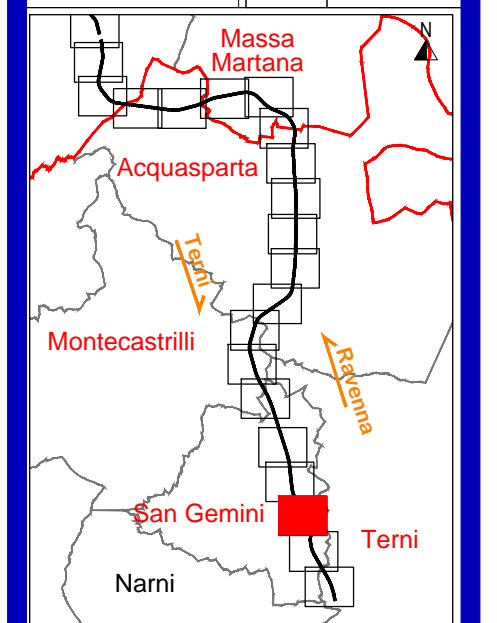 N
Massa
Martana
Acquasparta
Terni
Montecastrilli
Ravenna
San Gemini
Terni
Narni